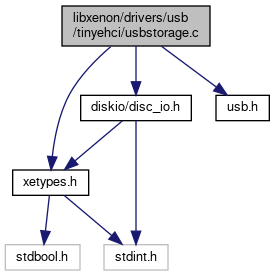 libxenon/drivers/usb
/tinyehci/usbstorage.c
diskio/disc_io.h
usb.h
xetypes.h
stdbool.h
stdint.h